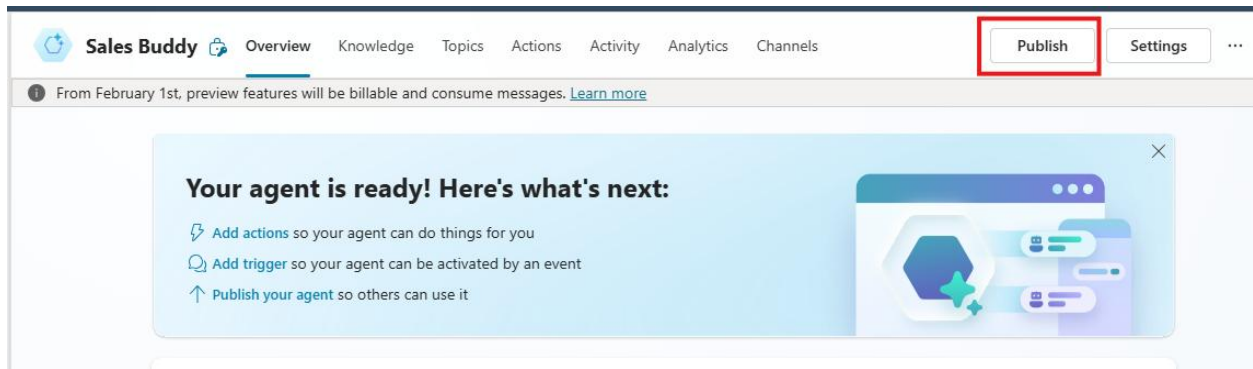 Sales Buddy Overview Knowledge Topics Actions Activity Analytics Channels Publish Settings ...
From February 1st, preview features will be billable and consume messages. Learn more
Your agent is ready! Here's what's next:
Add actions so your agent can do things for you
Add trigger so your agent can be activated by an event
Publish your agent so others can use it